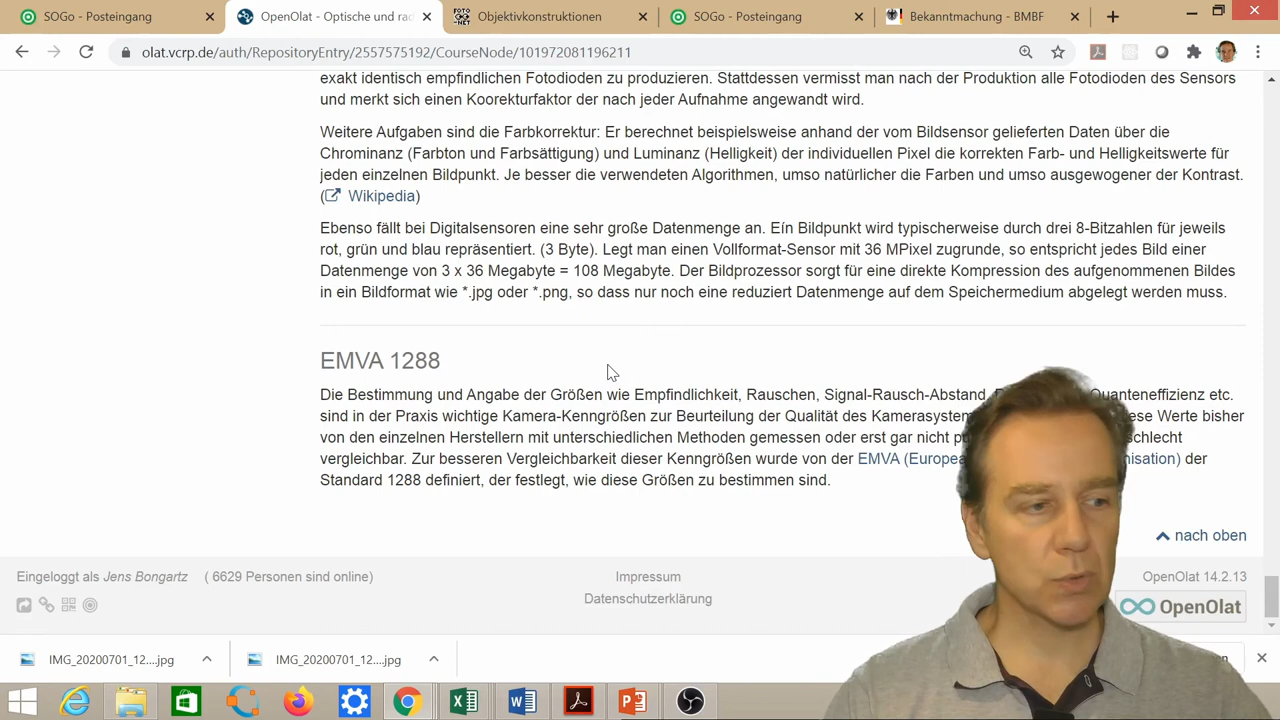 SOGo - Posteingang
OpenOlat - Optische und rad
Objektivkonstruktionen
SOGo - Posteingang
Bekanntmachung - BMBF
olat.vcrp.de/auth/RepositoryEntry/2557575192/CourseNode/101972081196211
exakt identisch empfindlichen Fotodioden zu produzieren. Stattdessen vermisst man nach der Produktion alle Fotodioden des Sensors
und merkt sich einen Koorekturfaktor der nach jeder Aufnahme angewandt wird.
Weitere Aufgaben sind die Farbkorrektur: Er berechnet beispielsweise anhand der vom Bildsensor gelieferten Daten über die
Chrominanz (Farbton und Farbsättigung) und Luminanz (Helligkeit) der individuellen Pixel die korrekten Farb- und Helligkeitswerte für
jeden einzelnen Bildpunkt. Je besser die verwendeten Algorithmen, umso natürlicher die Farben und umso ausgewogener der Kontrast.
(Wikipedia)
Ebenso fällt bei Digitalsensoren eine sehr große Datenmenge an. Eín Bildpunkt wird typischerweise durch drei 8-Bitzahlen für jeweils
rot, grün und blau repräsentiert. (3 Byte). Legt man einen Vollformat-Sensor mit 36 MPixel zugrunde, so entspricht jedes Bild einer
Datenmenge von 3 x 36 Megabyte = 108 Megabyte. Der Bildprozessor sorgt für eine direkte Kompression des aufgenommenen Bildes
in ein Bildformat wie *.jpg oder *.png, so dass nur noch eine reduziert Datenmenge auf dem Speichermedium abgelegt werden muss.
EMVA 1288
Die Bestimmung und Angabe der Größen wie Empfindlichkeit, Rauschen, Signal-Rausch-Abstand, Quanteneffizienz etc.
sind in der Praxis wichtige Kamera-Kenngrößen zur Beurteilung der Qualität des Kamerasystem ese Werte bisher
von den einzelnen Herstellern mit unterschiedlichen Methoden gemessen oder erst gar nicht schlecht
vergleichbar. Zur besseren Vergleichbarkeit dieser Kenngrößen wurde von der EMVA (Europea nisation) der
Standard 1288 definiert, der festlegt, wie diese Größen zu bestimmen sind.
nach oben
Eingeloggt als Jens Bongartz ( 6629 Personen sind online)
Impressum
OpenOlat 14.2.13
Datenschutzerklärung
OpenOlat
IMG_20200701_12....jpg
IMG_20200701_12....jpg